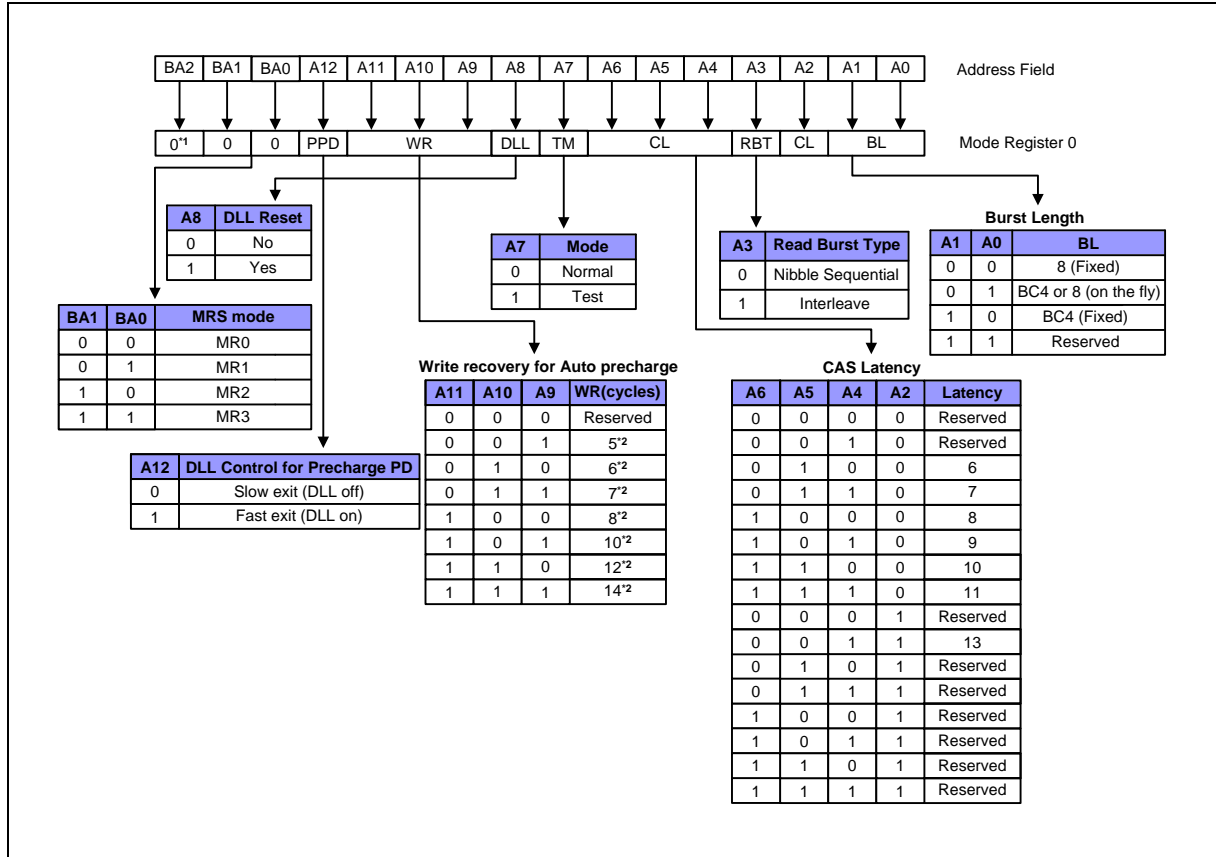 BA2 BA1 BA0 A12 A11 A10 A9 A8 A7 A6 A5 A4 A3 A2 A1 A0 Address Field
0*1 0 0 PPD WR DLL TM CL RBT CL BL Mode Register 0
A8 DLL Reset
0 No
1 Yes
A7 Mode
0 Normal
1 Test
A3 Read Burst Type
0 Nibble Sequential
1 Interleave
Burst Length
A1 A0 BL
0 0 8 (Fixed)
0 1 BC4 or 8 (on the fly)
1 0 BC4 (Fixed)
1 1 Reserved
BA1 BA0 MRS mode
0 0 MR0
0 1 MR1
1 0 MR2
1 1 MR3
A12 DLL Control for Precharge PD
0 Slow exit (DLL off)
1 Fast exit (DLL on)
Write recovery for Auto precharge
A11 A10 A9 WR(cycles)
0 0 0 Reserved
0 0 1 5*2
0 1 0 6*2
0 1 1 7*2
1 0 0 8*2
1 0 1 10*2
1 1 0 12*2
1 1 1 14*2
CAS Latency
A6 A5 A4 A2 Latency
0 0 0 0 Reserved
0 0 1 0 Reserved
0 1 0 0 6
0 1 1 0 7
1 0 0 0 8
1 0 1 0 9
1 1 0 0 10
1 1 1 0 11
0 0 0 1 Reserved
0 0 1 1 13
0 1 0 1 Reserved
0 1 1 1 Reserved
1 0 0 1 Reserved
1 0 1 1 Reserved
1 1 0 1 Reserved
1 1 1 1 Reserved